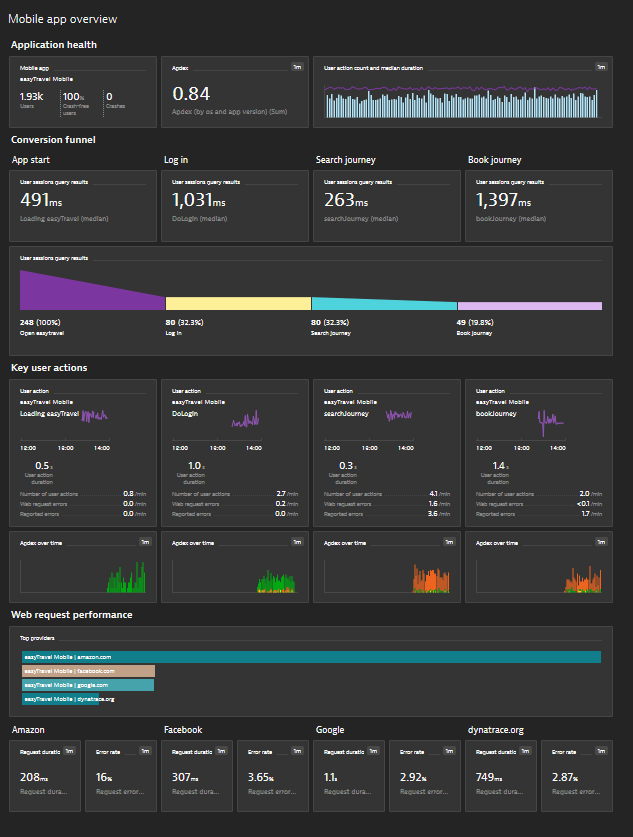 Mobile app overview
Application health
Mobile app
easyTravel Mobile
1.93k
Users
100%
Crash-free users
0
Crashes
Apdex
1m
0.84
Apdex (by os and app version) (Sum)
User action count and median duration
1m
Conversion funnel
App start
Log in
Search journey
Book journey
User sessions query results
491ms
Loading easyTravel (median)
User sessions query results
1,031ms
DoLogin (median)
User sessions query results
263ms
searchJourney (median)
User sessions query results
1,397ms
bookJourney (median)
User sessions query results
248 (100%)
Open easytravel
80 (32.3%)
Log in
80 (32.3%)
Search journey
49 (19.8%)
Book journey
Key user actions
User action
easyTravel Mobile
Loading easyTravel
12:00 13:00 14:00
0.5 s
User action duration
Number of user actions 0.8 /min
Web request errors 0.0 /min
Reported errors 0.0 /min
User action
easyTravel Mobile
DoLogin
12:00 13:00 14:00
1.0 s
User action duration
Number of user actions 2.7 /min
Web request errors 0.2 /min
Reported errors 0.0 /min
User action
easyTravel Mobile
searchJourney
12:00 13:00 14:00
0.3 s
User action duration
Number of user actions 4.1 /min
Web request errors 1.6 /min
Reported errors 3.6 /min
User action
easyTravel Mobile
bookJourney
12:00 13:00 14:00
1.4 s
User action duration
Number of user actions 2.0 /min
Web request errors <0.1 /min
Reported errors 1.7 /min
Apdex over time 1m
Apdex over time 1m
Apdex over time 1m
Apdex over time 1m
Web request performance
Top providers
easyTravel Mobile | amazon.com
easyTravel Mobile | facebook.com
easyTravel Mobile | google.com
easyTravel Mobile | dynatrace.org
Amazon
Facebook
Google
dynatrace.org
Request duratio 1m
208ms
Request dura...
Error rate 1m
16%
Request error...
Request duratio 1m
307ms
Request dura...
Error rate 1m
3.65%
Request error...
Request duratio 1m
1.1s
Request dura...
Error rate 1m
2.92%
Request error...
Request duratio 1m
749ms
Request dura...
Error rate 1m
2.87%
Request error...